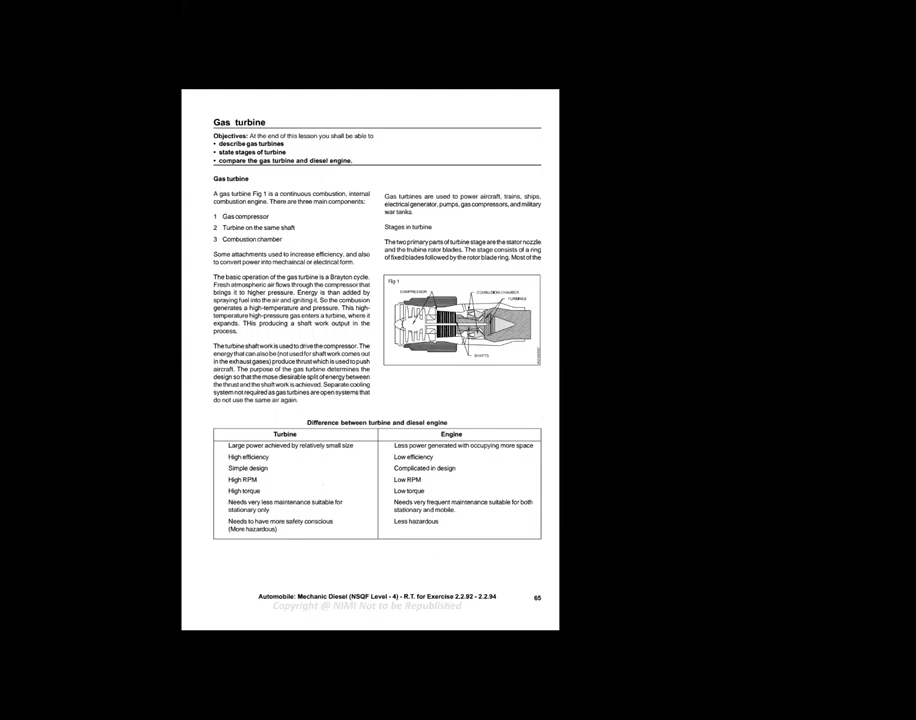 Gas turbine
Objectives: At the end of this lesson you shall be able to
• describe gas turbines
• state stages of turbine
• compare the gas turbine and diesel engine.
Gas turbine
A gas turbine Fig 1 is a continuous combustion, internal
combustion engine. There are three main components:
1 Gas compressor
2 Turbine on the same shaft
3 Combustion chamber
Some attachments used to increase efficiency, and also
to convert power into mechaincal or electrical form.
The basic operation of the gas turbine is a Brayton cycle.
Fresh atmospheric air flows through the compressor that
brings it to higher pressure, Energy is than added by
spraying fuel into the air and igniting it. So the combusion
generates a high-temperature and pressure. This high-
temperature high-pressure gas enters a turbine, where it
expands. THis producing a shaft work output in the
process.
The turbine shaft work is used to drive the compressor. The
energy that can also be (not used for shaft work comes out
in the exhaust gases) produce thrust which is used to push
aircraft. The purpose of the gas turbine determines the
design so that the mose diesirable split of energy between
the thrust and the shaft work is achieved. Separate cooling
system not required as gas turbines are open systems that
do not use the same air again.
Gas turbines are used to power aircraft, trains, ships,
electrical generator, pumps, gas compressors, and military
war tanks.
Stages in turbine
The two primary parts of turbine stage are the stator nozzle
and the trubine rotor blades. The stage consists of a ring
of fixed blades followed by the rotor blade ring. Most of the
Fig 1
COMPRESSOR
COMBUSION CHAMBER
TURBINES
SHAFTS
Difference between turbine and diesel engine
Turbine Engine
Large power achieved by relatively small size Less power generated with occupying more space
High efficiency Low efficiency
Simple design Complicated in design
High RPM Low RPM
High torque Low torque
Needs very less maintenance suitable for Needs very frequent maintenance suitable for both
stationary only stationary and mobile.
Needs to have more safety conscious Less hazardous
(More hazardous)
Automobile: Mechanic Diesel (NSQF Level - 4) - R.T. for Exercise 2.2.92 - 2.2.94 65
Copyright @ NIMI Not to be Republished